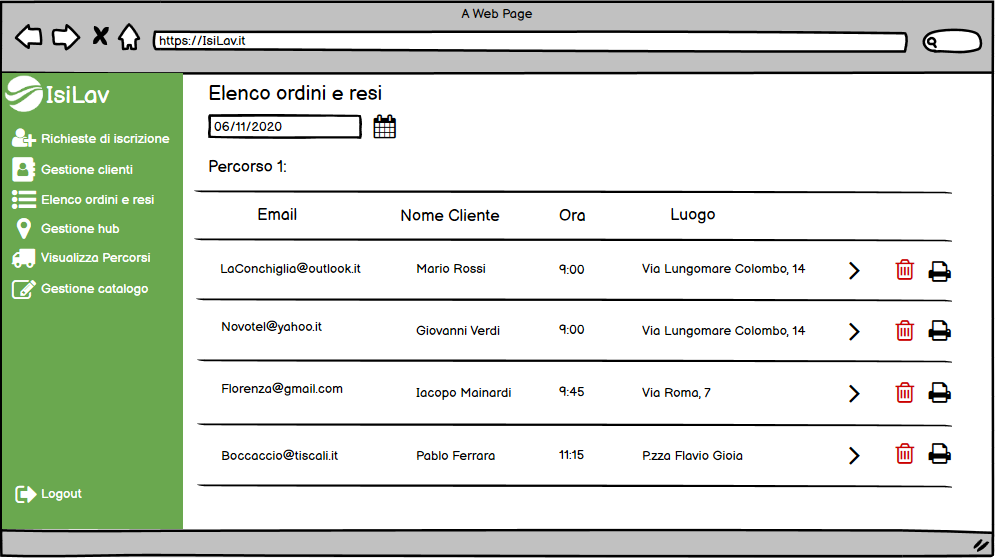 A Web Page
https://IsiLav.it
IsiLav
Richieste di iscrizione
Gestione clienti
Elenco ordini e resi
Gestione hub
Visualizza Percorsi
Gestione catalogo
Logout
Elenco ordini e resi
06/11/2020
Percorso 1:
Email Nome Cliente Ora Luogo
LaConchiglia@outlook.it Mario Rossi 9:00 Via Lungomare Colombo, 14
Novotel@yahoo.it Giovanni Verdi 9:00 Via Lungomare Colombo, 14
Florenza@gmail.com Iacopo Mainardi 9:45 Via Roma, 7
Boccaccio@tiscali.it Pablo Ferrara 11:15 P.zza Flavio Gioia